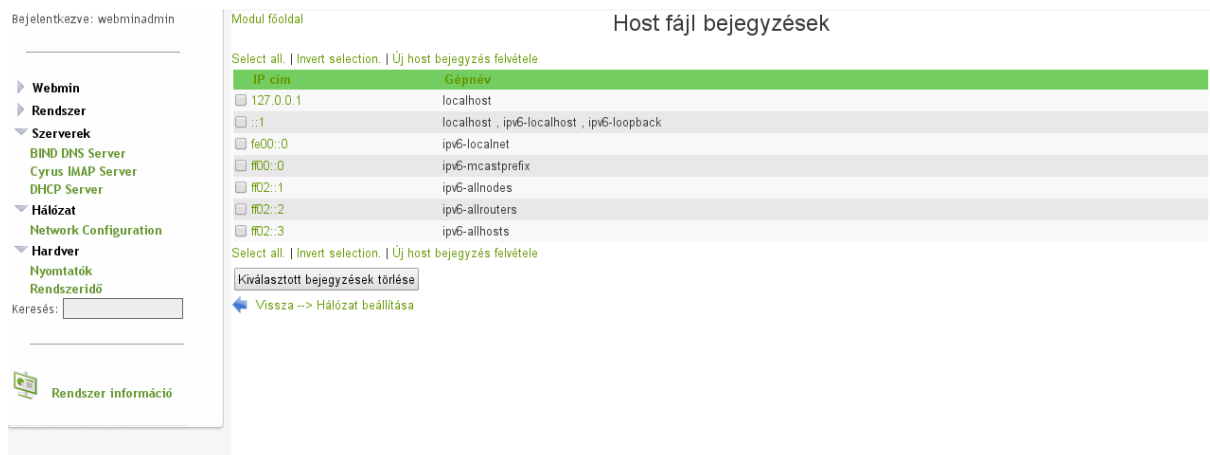 Bejelentkezve: webminadmin
Webmin
Rendszer
Szerverek
BIND DNS Server
Cyrus IMAP Server
DHCP Server
Hálózat
Network Configuration
Hardver
Nyomtatók
Rendszeridő
Keresés:
Rendszer információ
Modul főoldal
Host fájl bejegyzések
Select all. | Invert selection. | Új host bejegyzés felvétele
IP cím Gépnév
127.0.0.1 localhost
::1 localhost , ipv6-localhost , ipv6-loopback
fe00::0 ipv6-localnet
ff00::0 ipv6-mcastprefix
ff02::1 ipv6-allnodes
ff02::2 ipv6-allrouters
ff02::3 ipv6-allhosts
Select all. | Invert selection. | Új host bejegyzés felvétele
Kiválasztott bejegyzések törlése
Vissza --> Hálózat beállítása